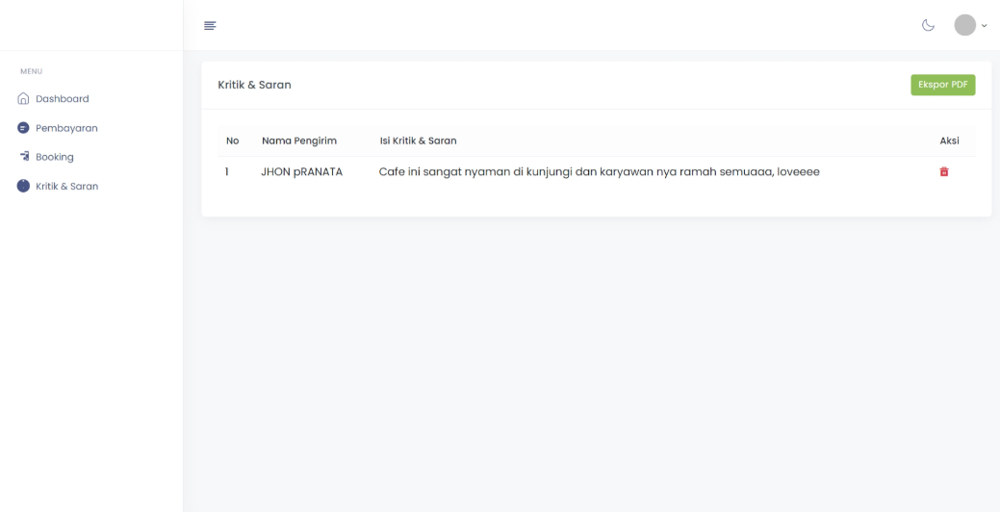 MENU
Dashboard
Pembayaran
Booking
Kritik & Saran
Kritik & Saran
Ekspor PDF
No Nama Pengirim Isi Kritik & Saran Aksi
1 JHON pRANATA Cafe ini sangat nyaman di kunjungi dan karyawan nya ramah semuaaa, loveeee